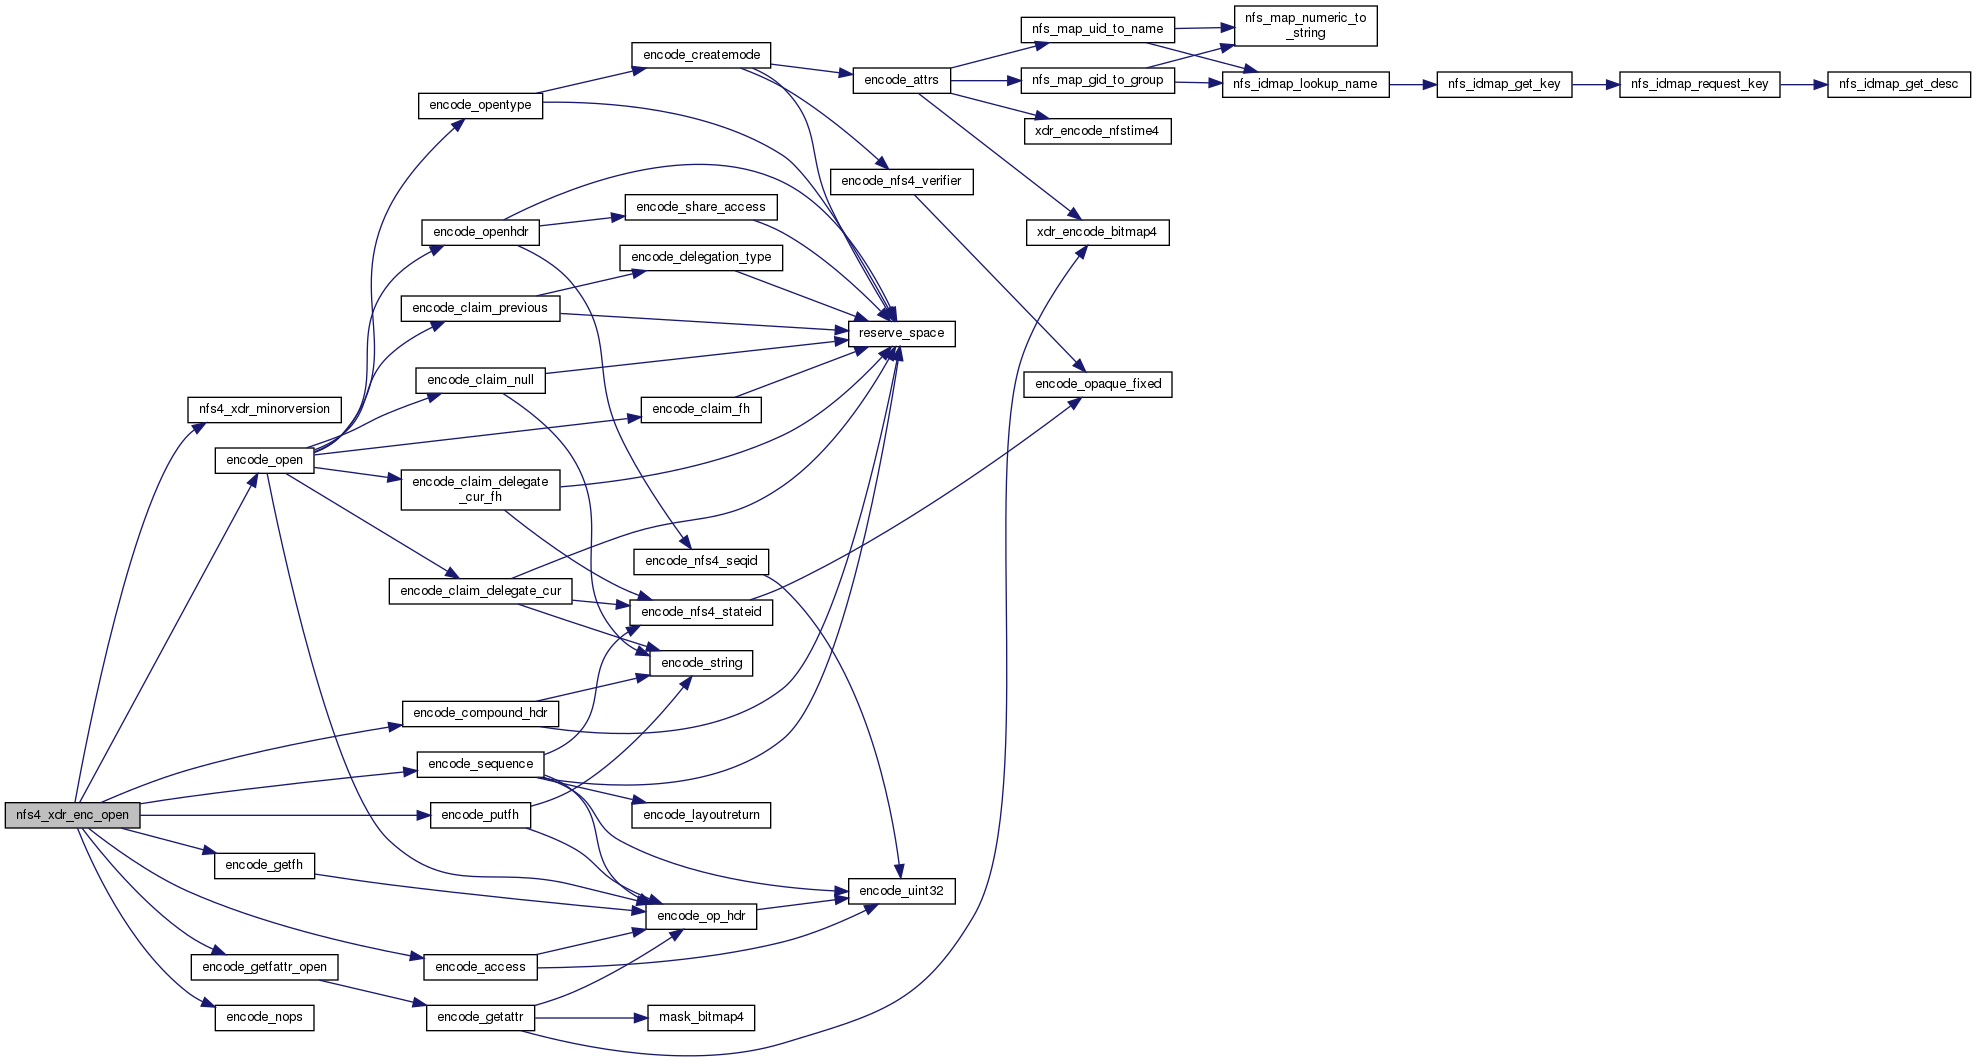 nfs_map_numeric_to
_string
nfs_map_uid_to_name
encode_createmode
encode_attrs
nfs_map_gid_to_group
nfs_idmap_lookup_name
nfs_idmap_get_key
nfs_idmap_request_key
nfs_idmap_get_desc
encode_opentype
xdr_encode_nfstime4
encode_nfs4_verifier
encode_share_access
encode_openhdr
xdr_encode_bitmap4
encode_delegation_type
encode_claim_previous
reserve_space
encode_claim_null
encode_opaque_fixed
nfs4_xdr_minorversion
encode_claim_fh
encode_open
encode_claim_delegate
_cur_fh
encode_nfs4_seqid
encode_claim_delegate_cur
encode_nfs4_stateid
encode_string
encode_compound_hdr
encode_sequence
nfs4_xdr_enc_open
encode_putfh
encode_layoutreturn
encode_getfh
encode_uint32
encode_op_hdr
encode_getfattr_open
encode_access
encode_nops
encode_getattr
mask_bitmap4